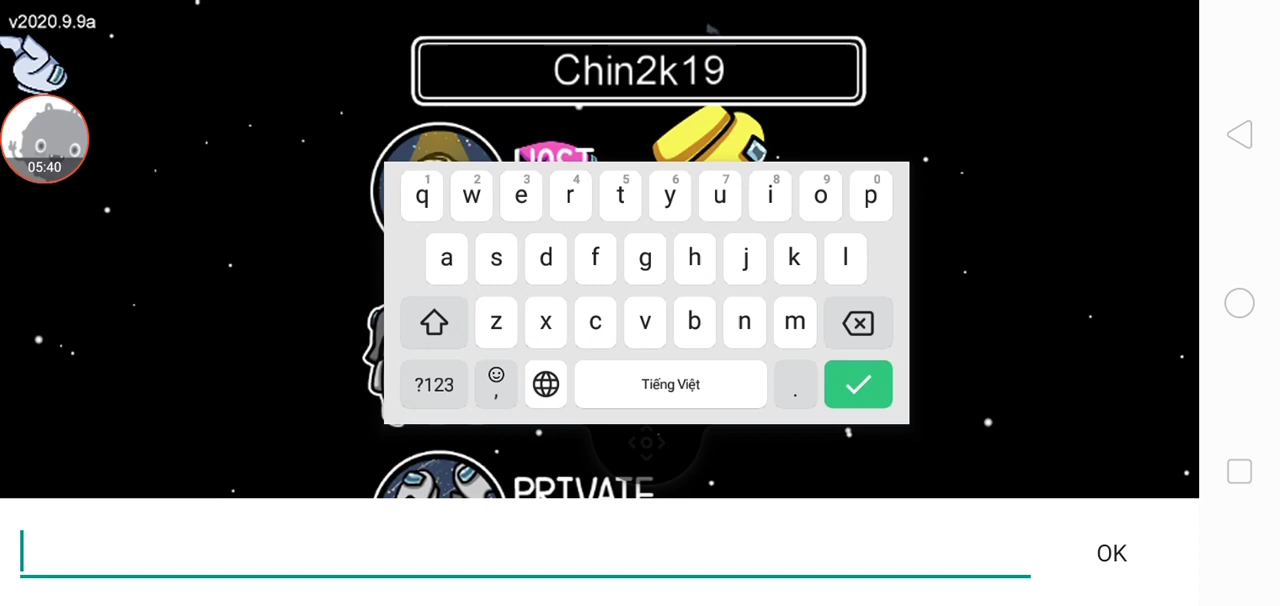 v2020.9.9a
Chin2k19
05:40
HOST
1 2 3 4 5 6 7 8 9 0
q w e r t y u i o p
a s d f g h j k l
z x c v b n m
?123 , Tiếng Việt .
PRIVATE
OK